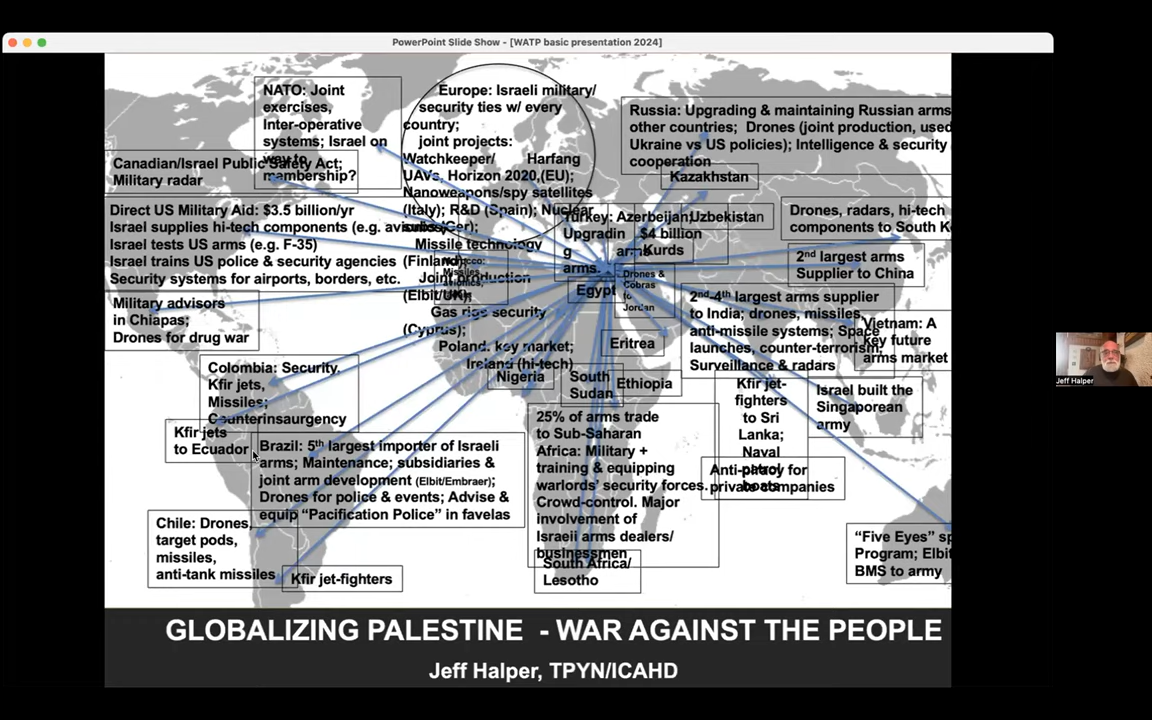 PowerPoint Slide Show - [WATP basic presentation 2024]
NATO: Joint
exercises,
Inter-operative
systems; Israel on
way to
membership?
Canadian/Israel Public Safety Act;
Military radar
Direct US Military Aid: $3.5 billion/yr
Israel supplies hi-tech components (e.g. avionics)
Israel tests US arms (e.g. F-35)
Israel trains US police & security agencies
Security systems for airports, borders, etc.
Military advisors
in Chiapas;
Drones for drug war
Europe: Israeli military/
security ties w/ every
country;
joint projects:
Watchkeeper/ Harfang
UAVs, Horizon 2020,(EU);
Nanoweapons/spy satellites
(Italy); R&D (Spain); Nuclear
(Ger);
Missile technology
(Finland)
Joint production
(Elbit/UK);
Gas rigs security
(Cyprus);
Poland: key market;
Ireland (hi-tech)
Missiles
avionics,
Russia: Upgrading & maintaining Russian arms
other countries; Drones (joint production, used
Ukraine vs US policies); Intelligence & security
cooperation
Kazakhstan
Turkey:
Upgradin
g
arms.
Azerbeijan;
$4 billion
arms
Uzbekistan
Kurds
Drones, radars, hi-tech
components to South K
2nd largest arms
Supplier to China
Egypt
Drones &
Cobras
to
Jordan
2nd-4th largest arms supplier
to India; drones, missiles,
anti-missile systems; Space
launches, counter-terrorism,
Surveillance & radars
Vietnam: A
key future
arms market
Eritrea
Nigeria
South
Sudan
Ethiopia
Colombia: Security.
Kfir jets,
Missiles;
Counterinsaurgency
Kfir jets
to Ecuador
Brazil: 5th largest importer of Israeli
arms; Maintenance; subsidiaries &
joint arm development (Elbit/Embraer);
Drones for police & events; Advise &
equip “Pacification Police” in favelas
25% of arms trade
to Sub-Saharan
Africa: Military +
training & equipping
warlords’ security forces.
Crowd-control. Major
involvement of
Israeii arms dealers/
businessmen
Kfir jet-
fighters
to Sri
Lanka;
Naval
patrol
boats
Anti-piracy for
private companies
Israel built the
Singaporean
army
Chile: Drones,
target pods,
missiles,
anti-tank missiles
Kfir jet-fighters
South Africa/
Lesotho
“Five Eyes” sp
Program; Elbit
BMS to army
GLOBALIZING PALESTINE - WAR AGAINST THE PEOPLE
Jeff Halper, TPYN/ICAHD
Jeff Halper